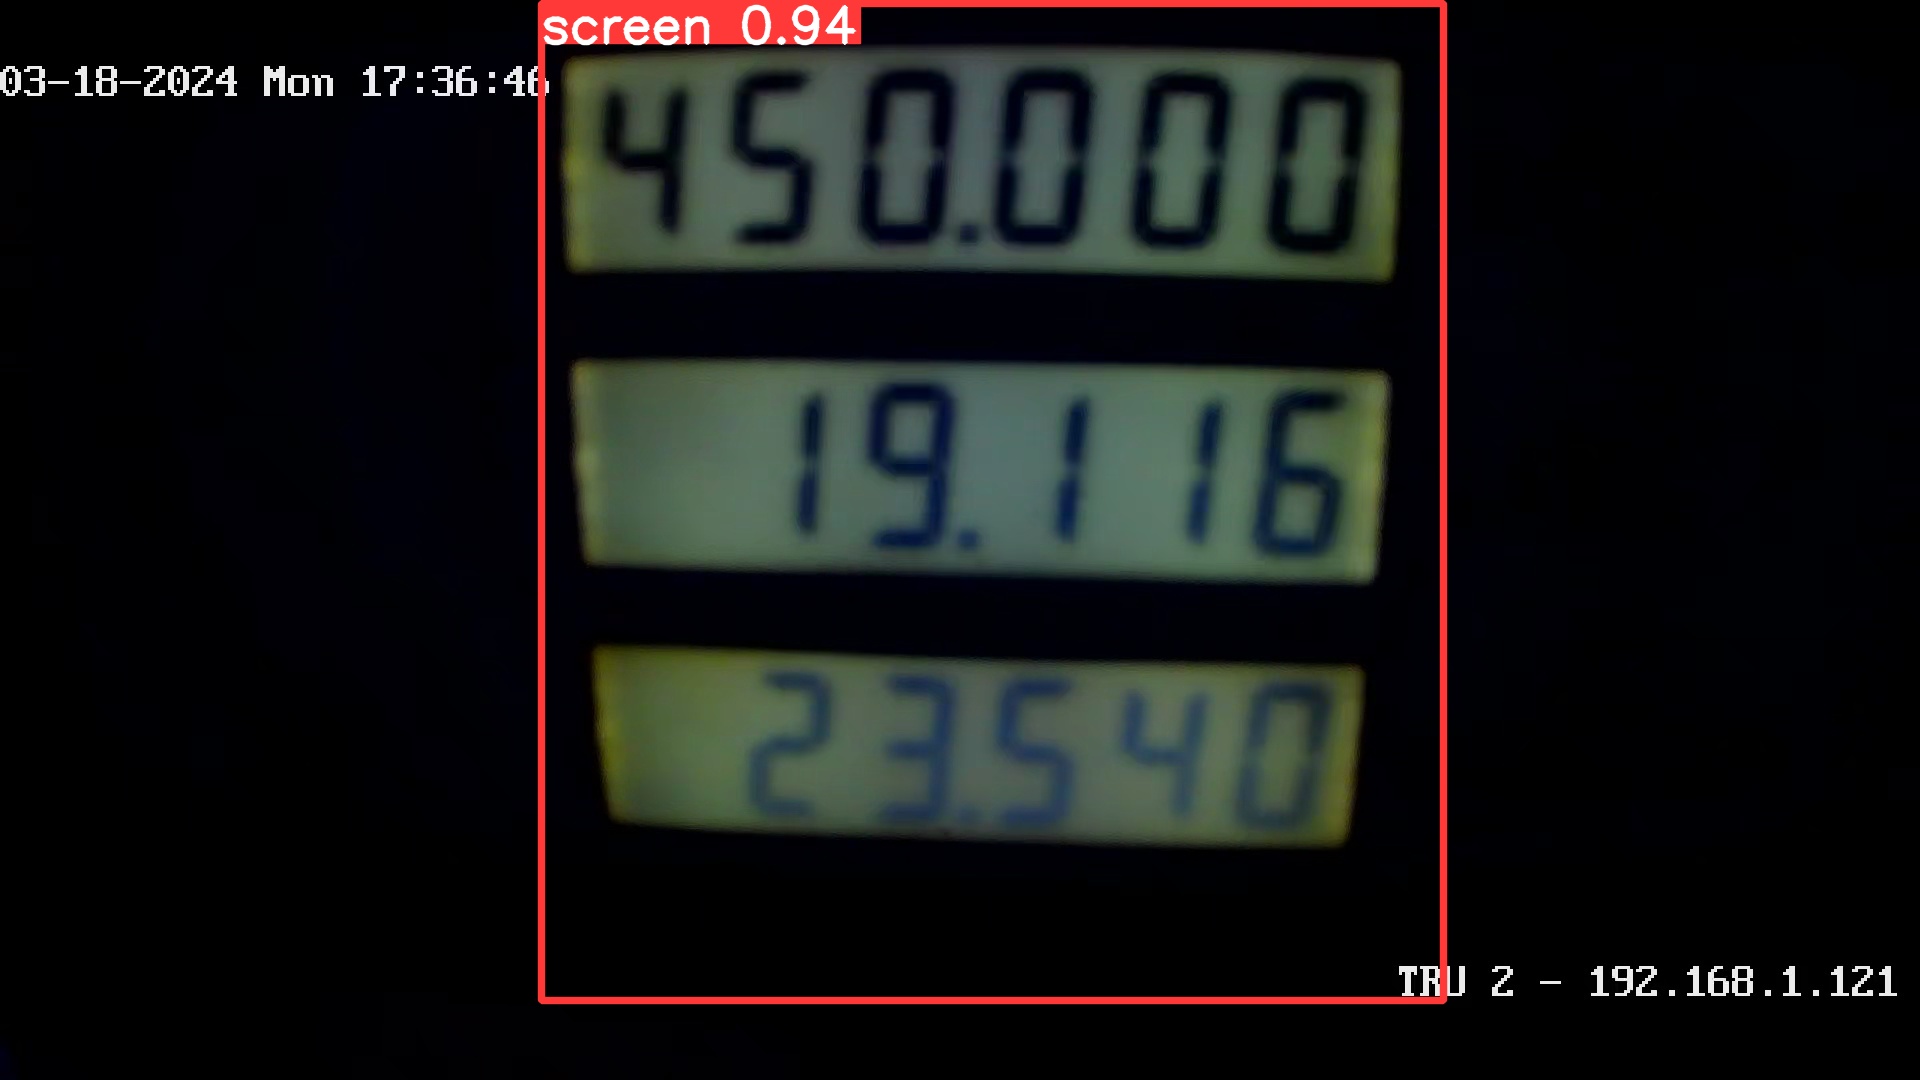 screen 0.94
03-18-2024 Mon 17:36:46
450.000
19.116
23.540
TRU 2 - 192.168.1.121